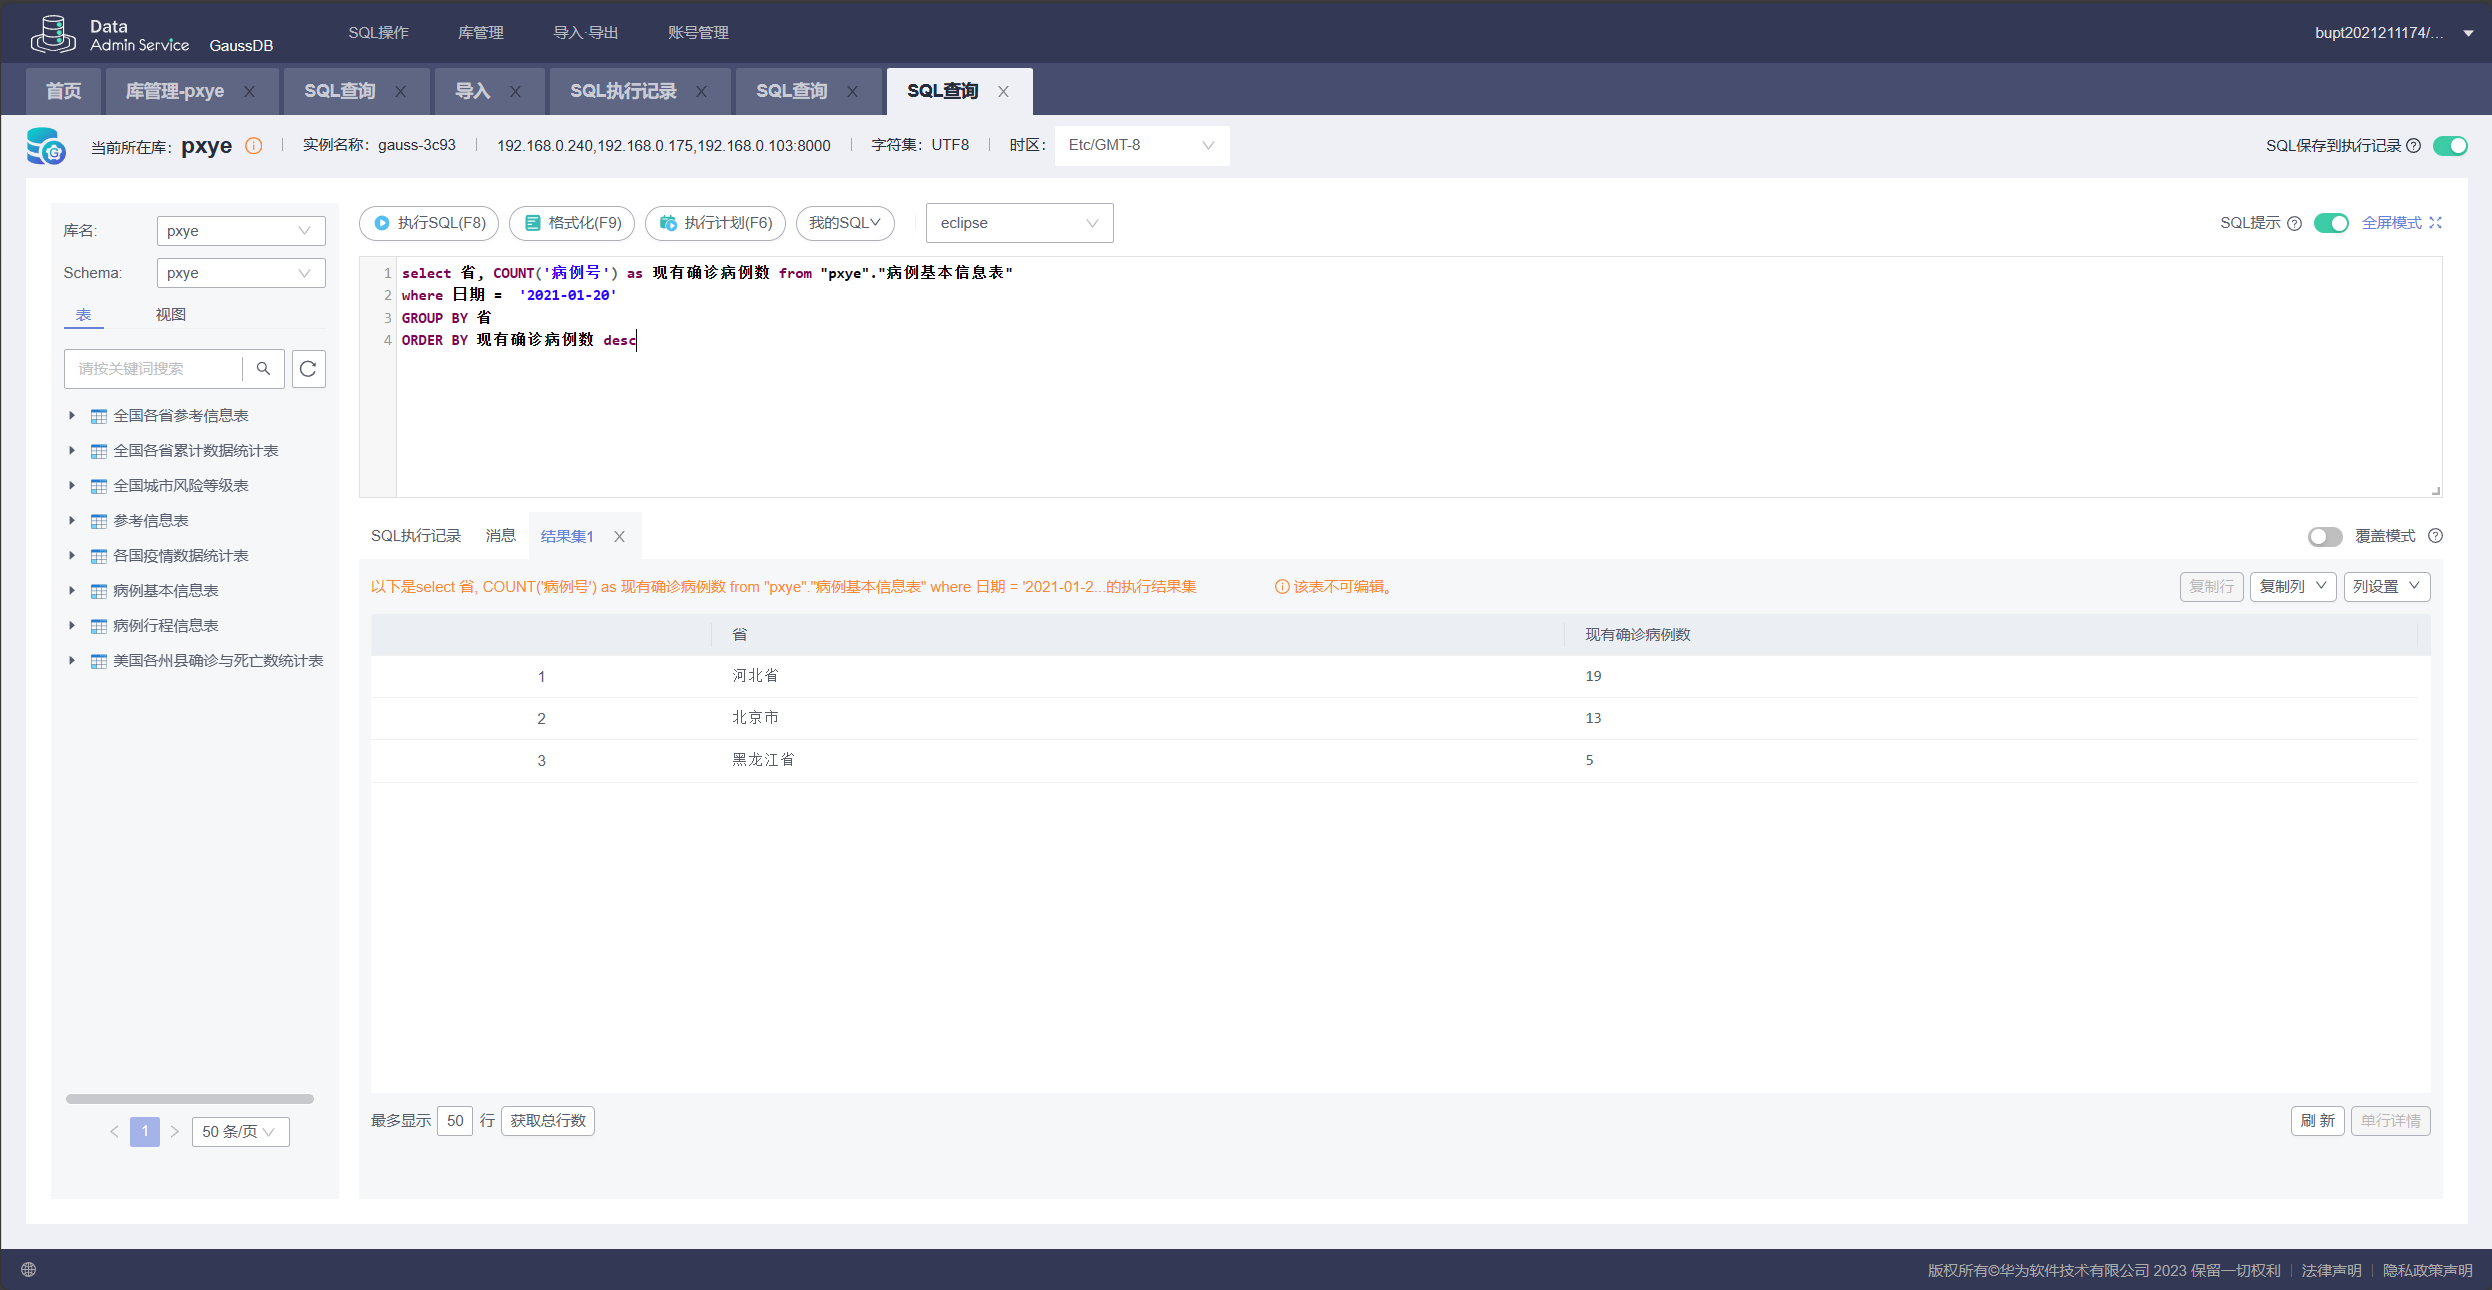 Data
Admin Service GaussDB
SQL操作 库管理 导入·导出 账号管理
bupt2021211174/...
首页 库管理-pxye SQL查询 导入 SQL执行记录 SQL查询 SQL查询
当前所在库: pxye 实例名称: gauss-3c93 192.168.0.240,192.168.0.175,192.168.0.103:8000 字符集: UTF8 时区: Etc/GMT-8
SQL保存到执行记录
库名: pxye
Schema: pxye
表 视图
请按关键词搜索
全国各省参考信息表
全国各省累计数据统计表
全国城市风险等级表
参考信息表
各国疫情数据统计表
病例基本信息表
病例行程信息表
美国各州县确诊与死亡数统计表
1
50 条/页
执行SQL(F8) 格式化(F9) 执行计划(F6) 我的SQL eclipse
SQL提示 全屏模式
1 select 省, COUNT('病例号') as 现有确诊病例数 from "pxye"."病例基本信息表"
2 where 日期 =  '2021-01-20'
3 GROUP BY 省
4 ORDER BY 现有确诊病例数 desc
SQL执行记录 消息 结果集1
覆盖模式
以下是select 省, COUNT('病例号') as 现有确诊病例数 from "pxye"."病例基本信息表" where 日期 = '2021-01-2...的执行结果集 该表不可编辑。
复制行 复制列 列设置
省 现有确诊病例数
1 河北省 19
2 北京市 13
3 黑龙江省 5
最多显示 50 行 获取总行数
刷 新 单行详情
版权所有©华为软件技术有限公司 2023 保留一切权利 法律声明 隐私政策声明